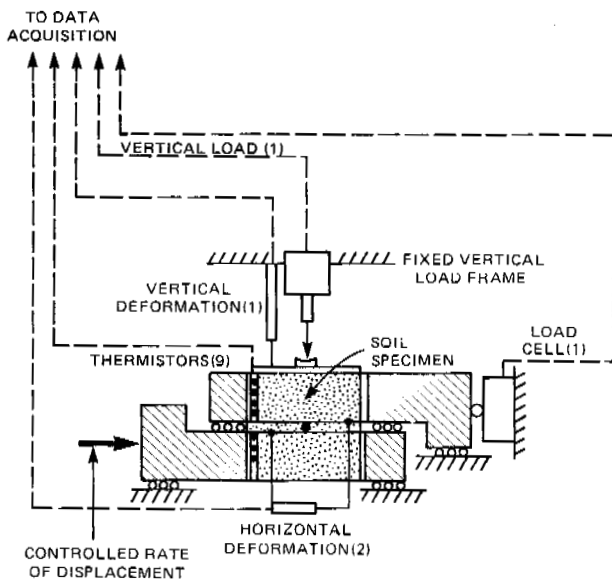 TO DATA
ACQUISITION
VERTICAL LOAD (1)
FIXED VERTICAL
LOAD FRAME
VERTICAL
DEFORMATION(1)
SOIL
SPECIMEN
LOAD
CELL(1)
THERMISTORS(9)
HORIZONTAL
DEFORMATION(2)
CONTROLLED RATE
OF DISPLACEMENT